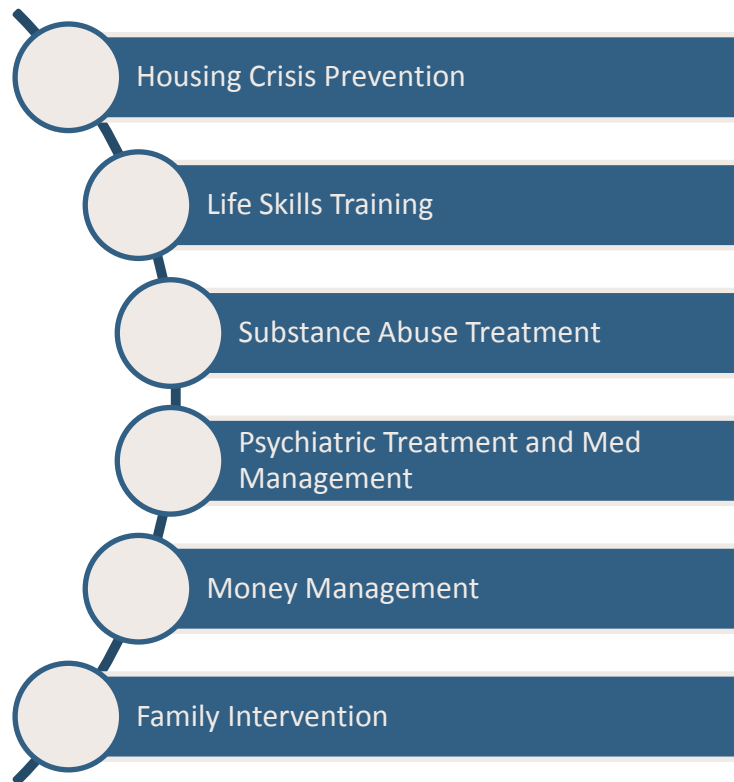 Housing Crisis Prevention
Life Skills Training
Substance Abuse Treatment
Psychiatric Treatment and Med
Management
Money Management
Family Intervention